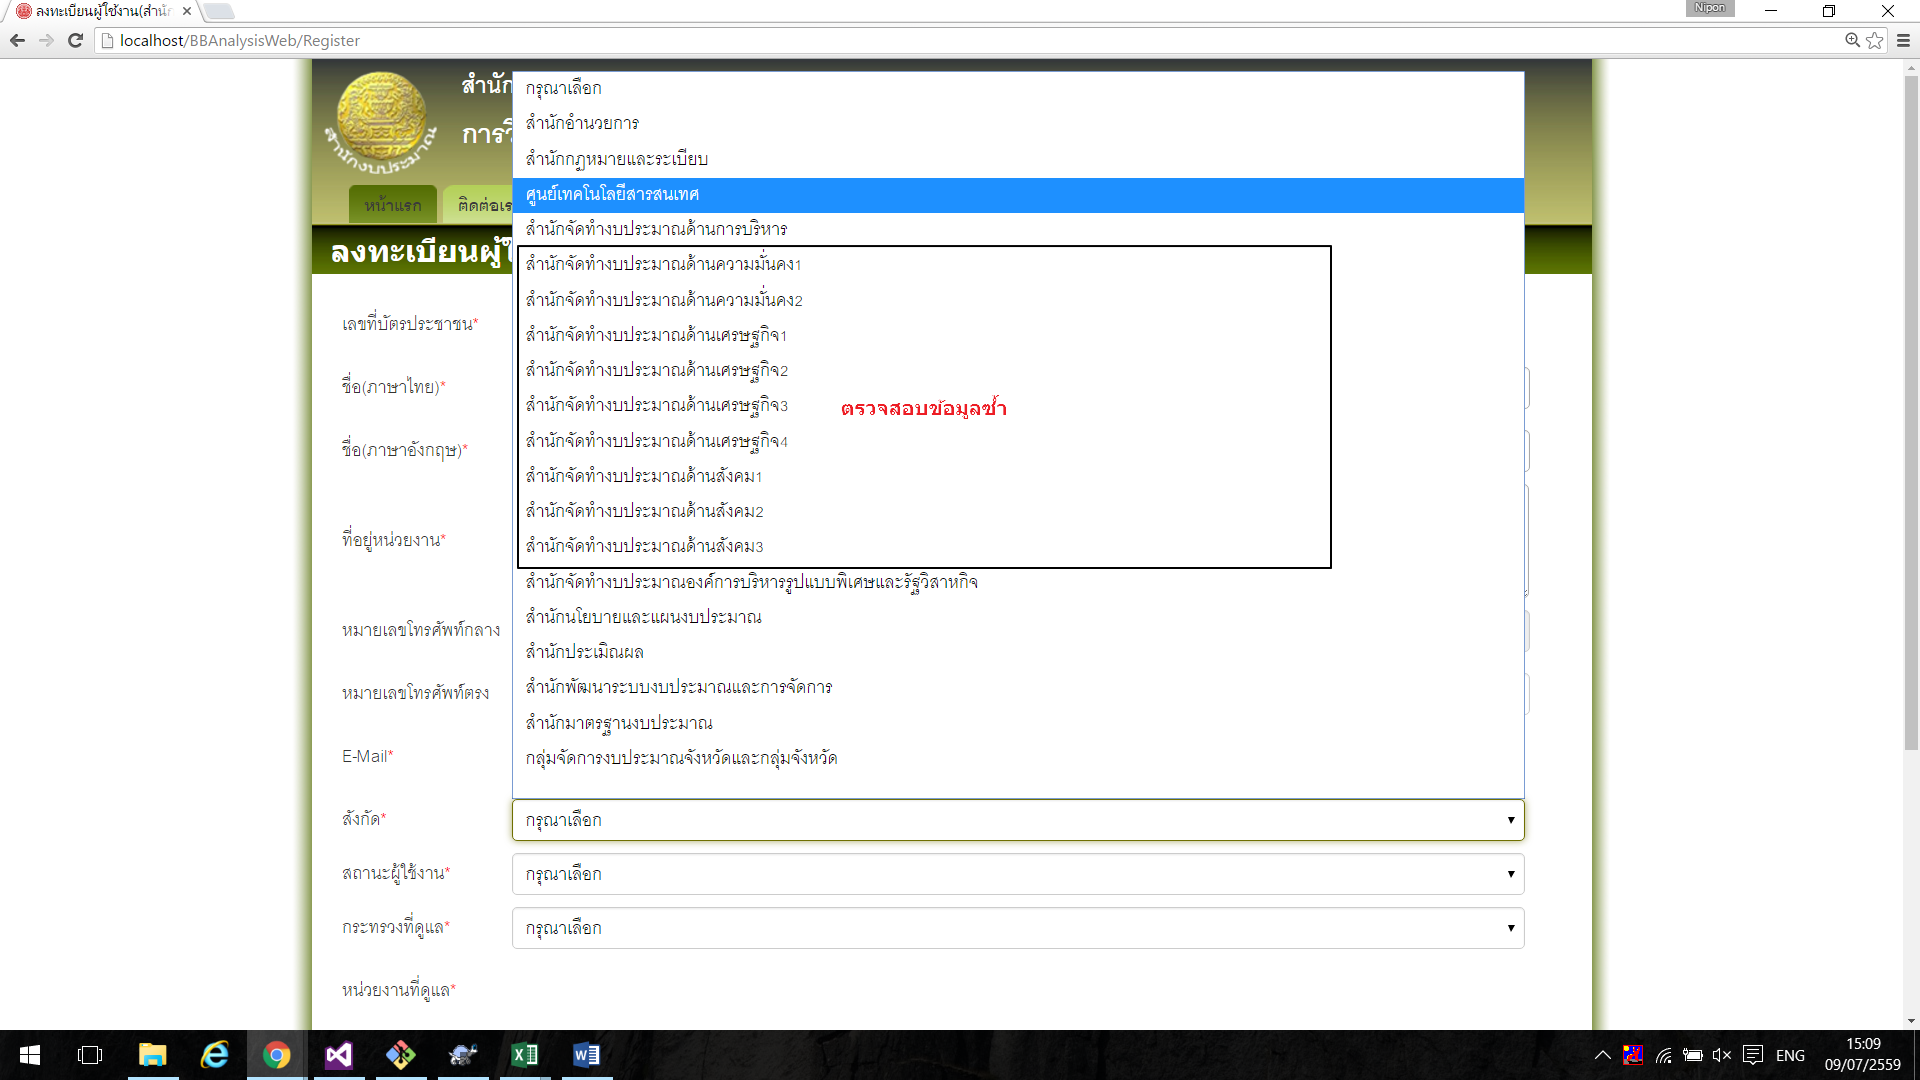 ลงทะเบียนผู้ใช้งาน(สำนัก
Nipon
localhost/BBAnalysisWeb/Register
สำนักงบประมาณ
สำนัก
การวิ
หน้าแรก
ติดต่อเร
ลงทะเบียนผู้ใ
กรุณาเลือก
สำนักอำนวยการ
สำนักกฎหมายและระเบียบ
ศูนย์เทคโนโลยีสารสนเทศ
สำนักจัดทำงบประมาณด้านการบริหาร
สำนักจัดทำงบประมาณด้านความมั่นคง1
สำนักจัดทำงบประมาณด้านความมั่นคง2
สำนักจัดทำงบประมาณด้านเศรษฐกิจ1
สำนักจัดทำงบประมาณด้านเศรษฐกิจ2
สำนักจัดทำงบประมาณด้านเศรษฐกิจ3
ตรวจสอบข้อมูลซ้ำ
สำนักจัดทำงบประมาณด้านเศรษฐกิจ4
สำนักจัดทำงบประมาณด้านสังคม1
สำนักจัดทำงบประมาณด้านสังคม2
สำนักจัดทำงบประมาณด้านสังคม3
สำนักจัดทำงบประมาณองค์การบริหารรูปแบบพิเศษและรัฐวิสาหกิจ
สำนักนโยบายและแผนงบประมาณ
สำนักประเมิณผล
สำนักพัฒนาระบบงบประมาณและการจัดการ
สำนักมาตรฐานงบประมาณ
กลุ่มจัดการงบประมาณจังหวัดและกลุ่มจังหวัด
เลขที่บัตรประชาชน*
ชื่อ(ภาษาไทย)*
ชื่อ(ภาษาอังกฤษ)*
ที่อยู่หน่วยงาน*
หมายเลขโทรศัพท์กลาง
หมายเลขโทรศัพท์ตรง
E-Mail*
สังกัด*
กรุณาเลือก
สถานะผู้ใช้งาน*
กรุณาเลือก
กระทรวงที่ดูแล*
กรุณาเลือก
หน่วยงานที่ดูแล*
ENG
15:09
09/07/2559